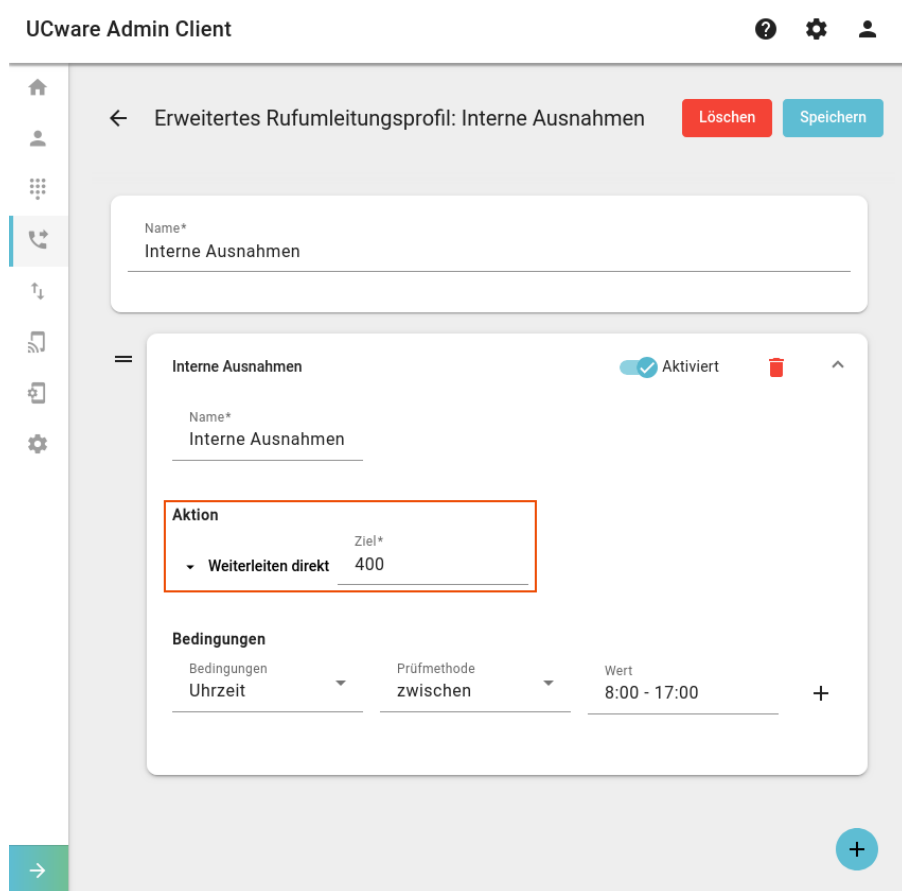 UCware Admin Client
Erweitertes Rufumleitungsprofil: Interne Ausnahmen
Löschen
Speichern
Name*
Interne Ausnahmen
Interne Ausnahmen
Aktiviert
Name*
Interne Ausnahmen
Aktion
Weiterleiten direkt
Ziel*
400
Bedingungen
Bedingungen
Uhrzeit
Prüfmethode
zwischen
Wert
8:00 - 17:00